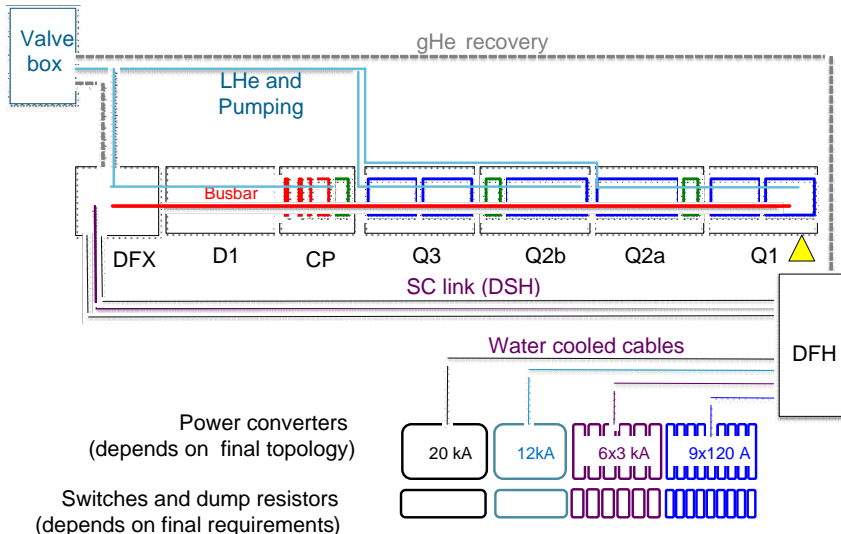 Valve
box
gHe recovery
LHe and
Pumping
Busbar
DFX
D1
CP
Q3
Q2b
Q2a
Q1
SC link (DSH)
DFH
Water cooled cables
Power converters
(depends on final topology)
20 kA
12kA
6x3 kA
9x120 A
Switches and dump resistors
(depends on final requirements)